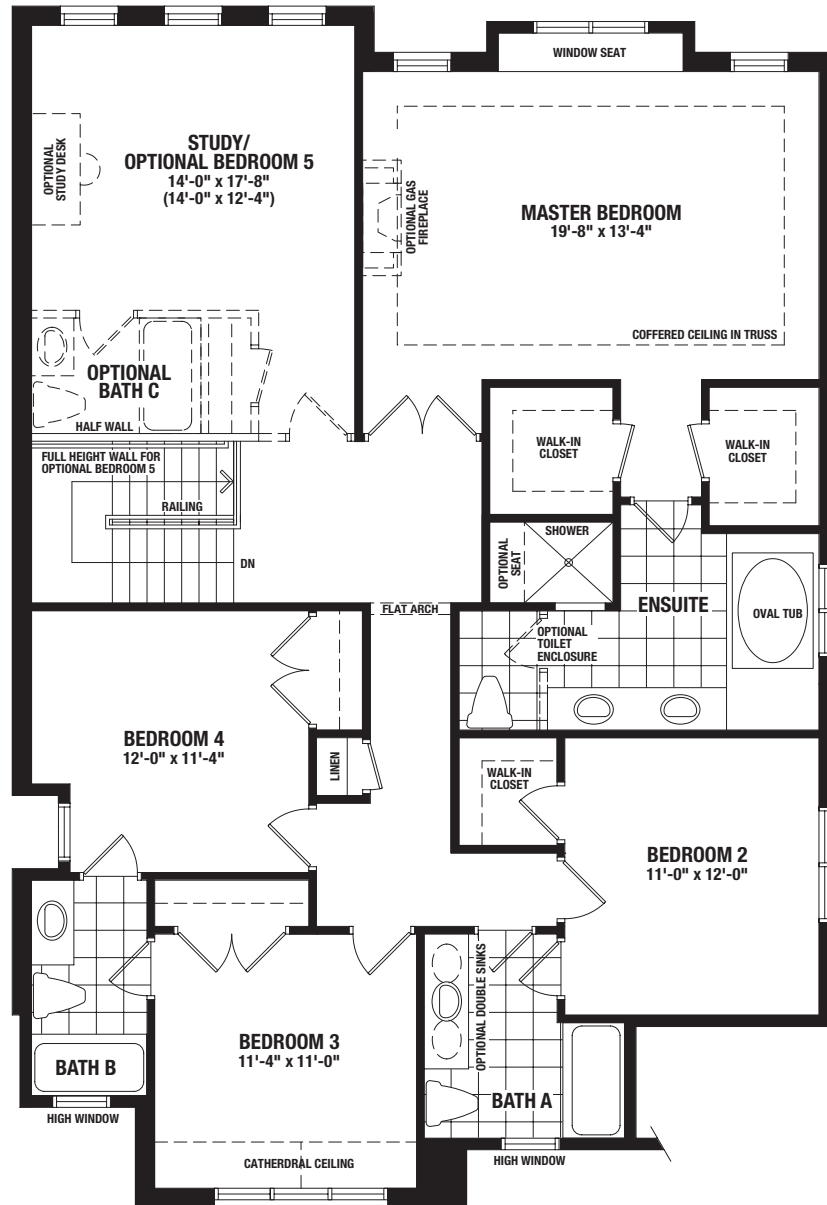 WINDOW SEAT
STUDY/
OPTIONAL BEDROOM 5
14'-0" x 17'-8"
(14'-0" x 12'-4")
OPTIONAL
STUDY DESK
OPTIONAL GAS
FIREPLACE
MASTER BEDROOM
19'-8" x 13'-4"
COFFERED CEILING IN TRUSS
OPTIONAL
BATH C
HALF WALL
FULL HEIGHT WALL FOR
OPTIONAL BEDROOM 5
RAILING
DN
WALK-IN
CLOSET
WALK-IN
CLOSET
SHOWER
OPTIONAL
SEAT
ENSUITE
OVAL TUB
FLAT ARCH
OPTIONAL
TOILET
ENCLOSURE
BEDROOM 4
12'-0" x 11'-4"
LINEN
WALK-IN
CLOSET
BEDROOM 2
11'-0" x 12'-0"
OPTIONAL DOUBLE SINKS
BEDROOM 3
11'-4" x 11'-0"
BATH B
BATH A
HIGH WINDOW
CATHERDRAL CEILING
HIGH WINDOW